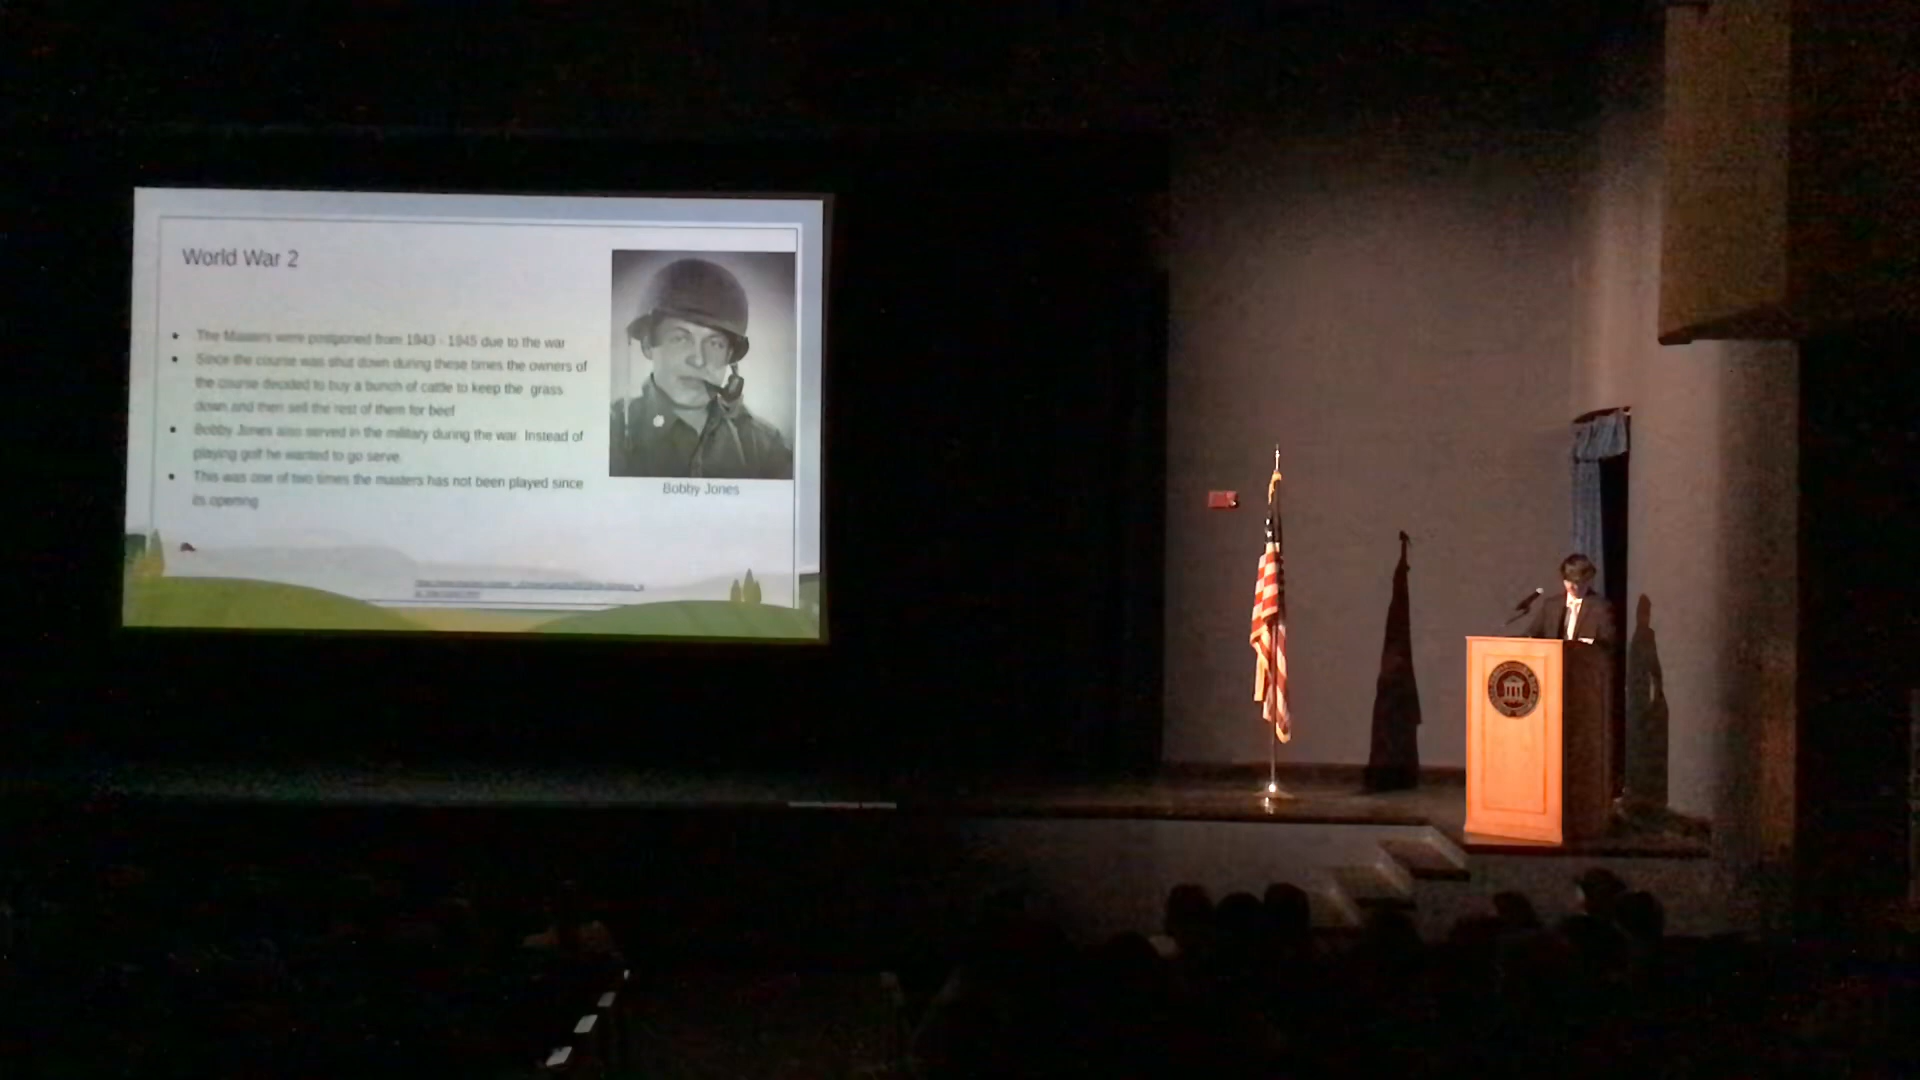 World War 2
• The Masters were postponed from 1943 - 1945 due to the war
• Since the course was shut down during these times the owners of
the course decided to buy a bunch of cattle to keep the grass
down and then sell the rest of them for beef
• Bobby Jones also served in the military during the war. Instead of
playing golf he wanted to go serve.
• This was one of two times the masters has not been played since
its opening
Bobby Jones